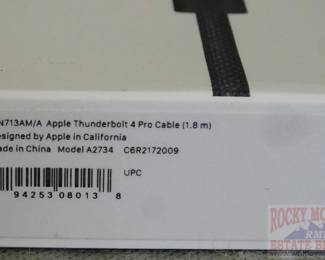 N713AM/A Apple Thunderbolt 4 Pro Cable (1.8 m)
esigned by Apple in California
ade in China Model A2734 C6R2172009
UPC
94253 08013 8
ROCKY MO
RM
ESTATE